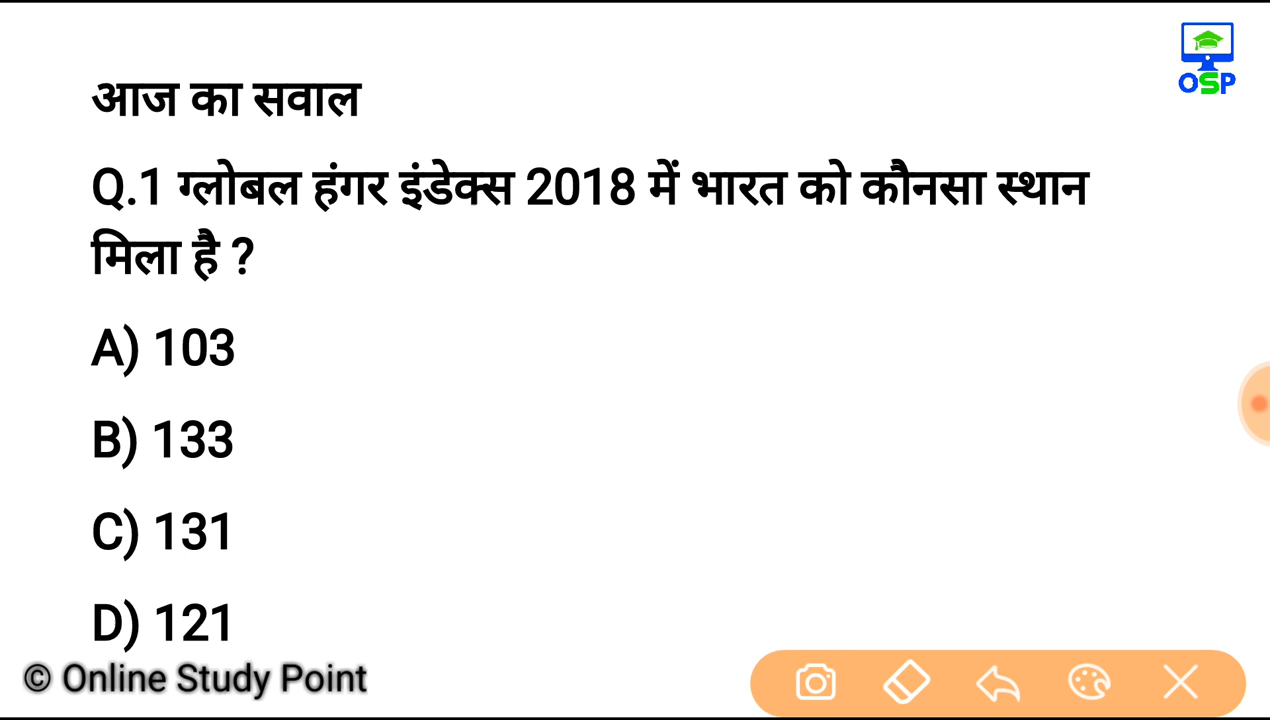 OSP
आज का सवाल
Q.1 ग्लोबल हंगर इंडेक्स 2018 में भारत को कौनसा स्थान
मिला है ?
A) 103
B) 133
C) 131
D) 121
© Online Study Point